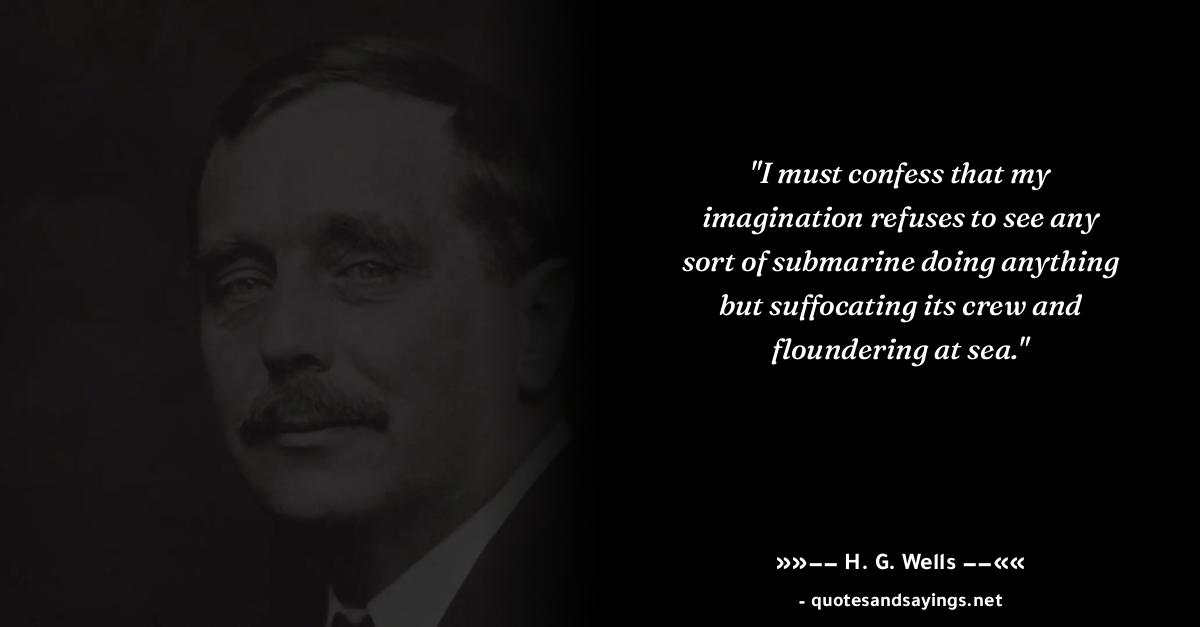 "I must confess that my
imagination refuses to see any
sort of submarine doing anything
but suffocating its crew and
floundering at sea."
»»−− H. G. Wells −−««
- quotesandsayings.net